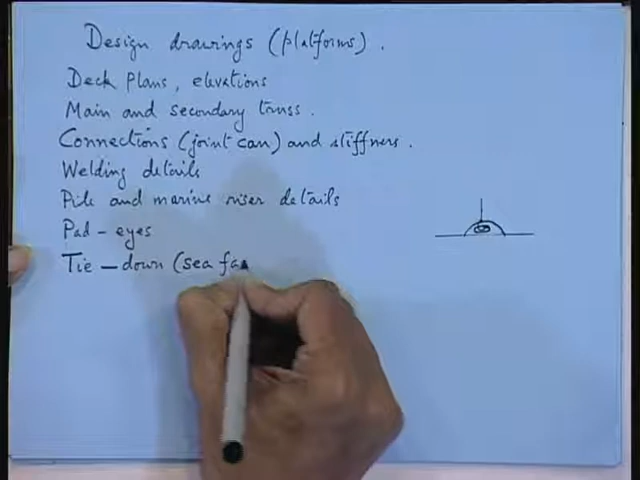 Design drawings (platforms).
Deck Plans, elevations
Main and secondary truss.
Connections (joint can) and stiffners.
Welding details
Pile and marine riser details
Pad - eyes
Tie - down (sea fa